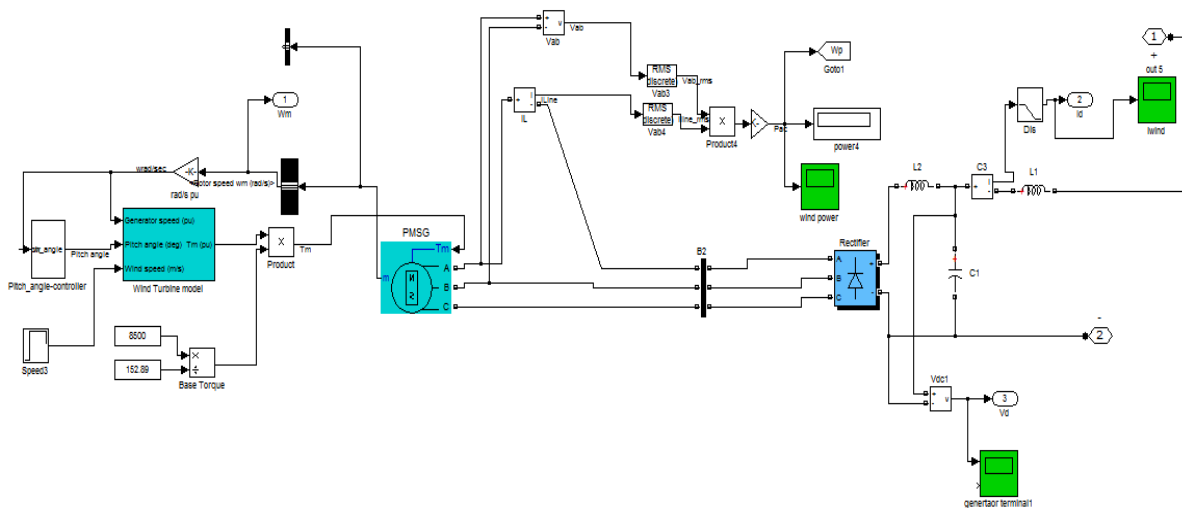 Vab
Vab
+
-
v
Wp
Goto1
1
+
out 5
RMS
discrete
Vab_rms
Vab3
1
Wm
+
-
i
ILine
IL
RMS
discrete
Iline_rms
Vab4
X
Product4
Pac
power4
Dis
2
Id
Iwind
wrad/sec
-K-
rad/s pu
<Rotor speed wm (rad/s)>
wind power
L2
C3
+
-
i
L1
Generator speed (pu)
Pitch angle (deg)
Tm (pu)
Wind speed (m/s)
Wind Turbine model
Pitch angle
Pitch_angle-controller
X
Product
Tm
PMSG
Tm
m
N
S
A
B
C
B2
Rectifier
A
B
C
+
-
C1
Speed3
8500
152.89
×
÷
Base Torque
-
2
Vdc1
+
-
v
3
Vd
genertaor terminal1